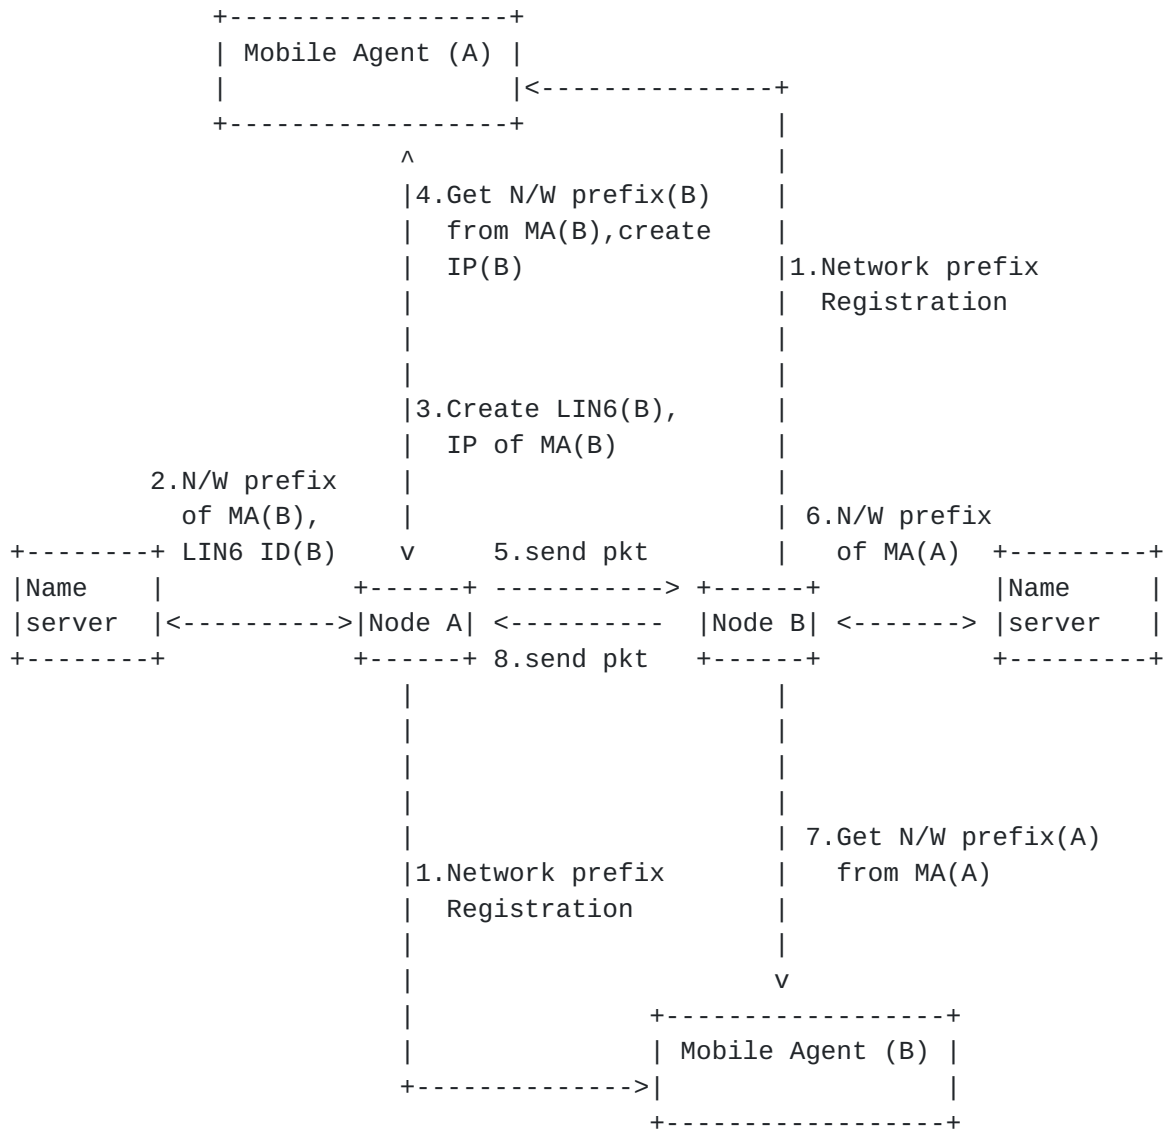 Mobile Agent (A)
4.Get N/W prefix(B)
from MA(B),create
IP(B)
1.Network prefix
Registration
3.Create LIN6(B),
IP of MA(B)
2.N/W prefix
of MA(B),
LIN6 ID(B)
5.send pkt
6.N/W prefix
of MA(A)
Name
server
Node A
Node B
Name
server
8.send pkt
7.Get N/W prefix(A)
from MA(A)
1.Network prefix
Registration
Mobile Agent (B)